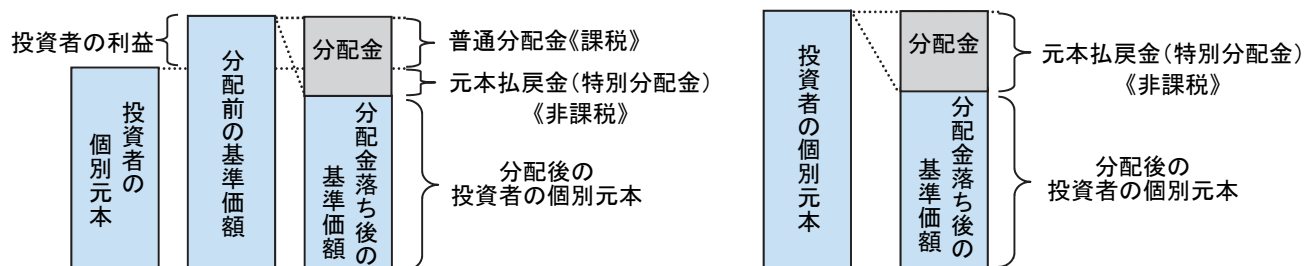 投資者の利益
投資者の
個別元本
分配前の基準価額
分配金
分配金落ち後の
基準価額
普通分配金《課税》
元本払戻金(特別分配金)
《非課税》
分配後の
投資者の個別元本
投資者の個別元本
分配金
分配金落ち後の
基準価額
元本払戻金(特別分配金)
《非課税》
分配後の
投資者の個別元本